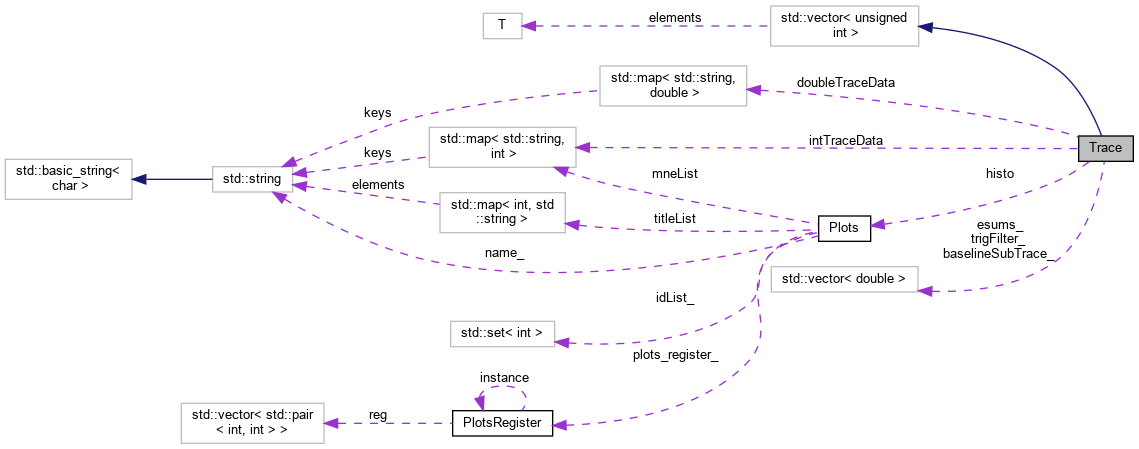 T
elements
std::vector< unsigned
int >
std::map< std::string,
double >
doubleTraceData
keys
std::map< std::string,
int >
intTraceData
Trace
keys
std::basic_string<
char >
std::string
mneList
histo
elements
std::map< int, std
::string >
titleList
Plots
esums_
trigFilter_
baselineSubTrace_
name_
std::vector< double >
idList_
std::set< int >
plots_register_
instance
std::vector< std::pair
< int, int > >
reg
PlotsRegister